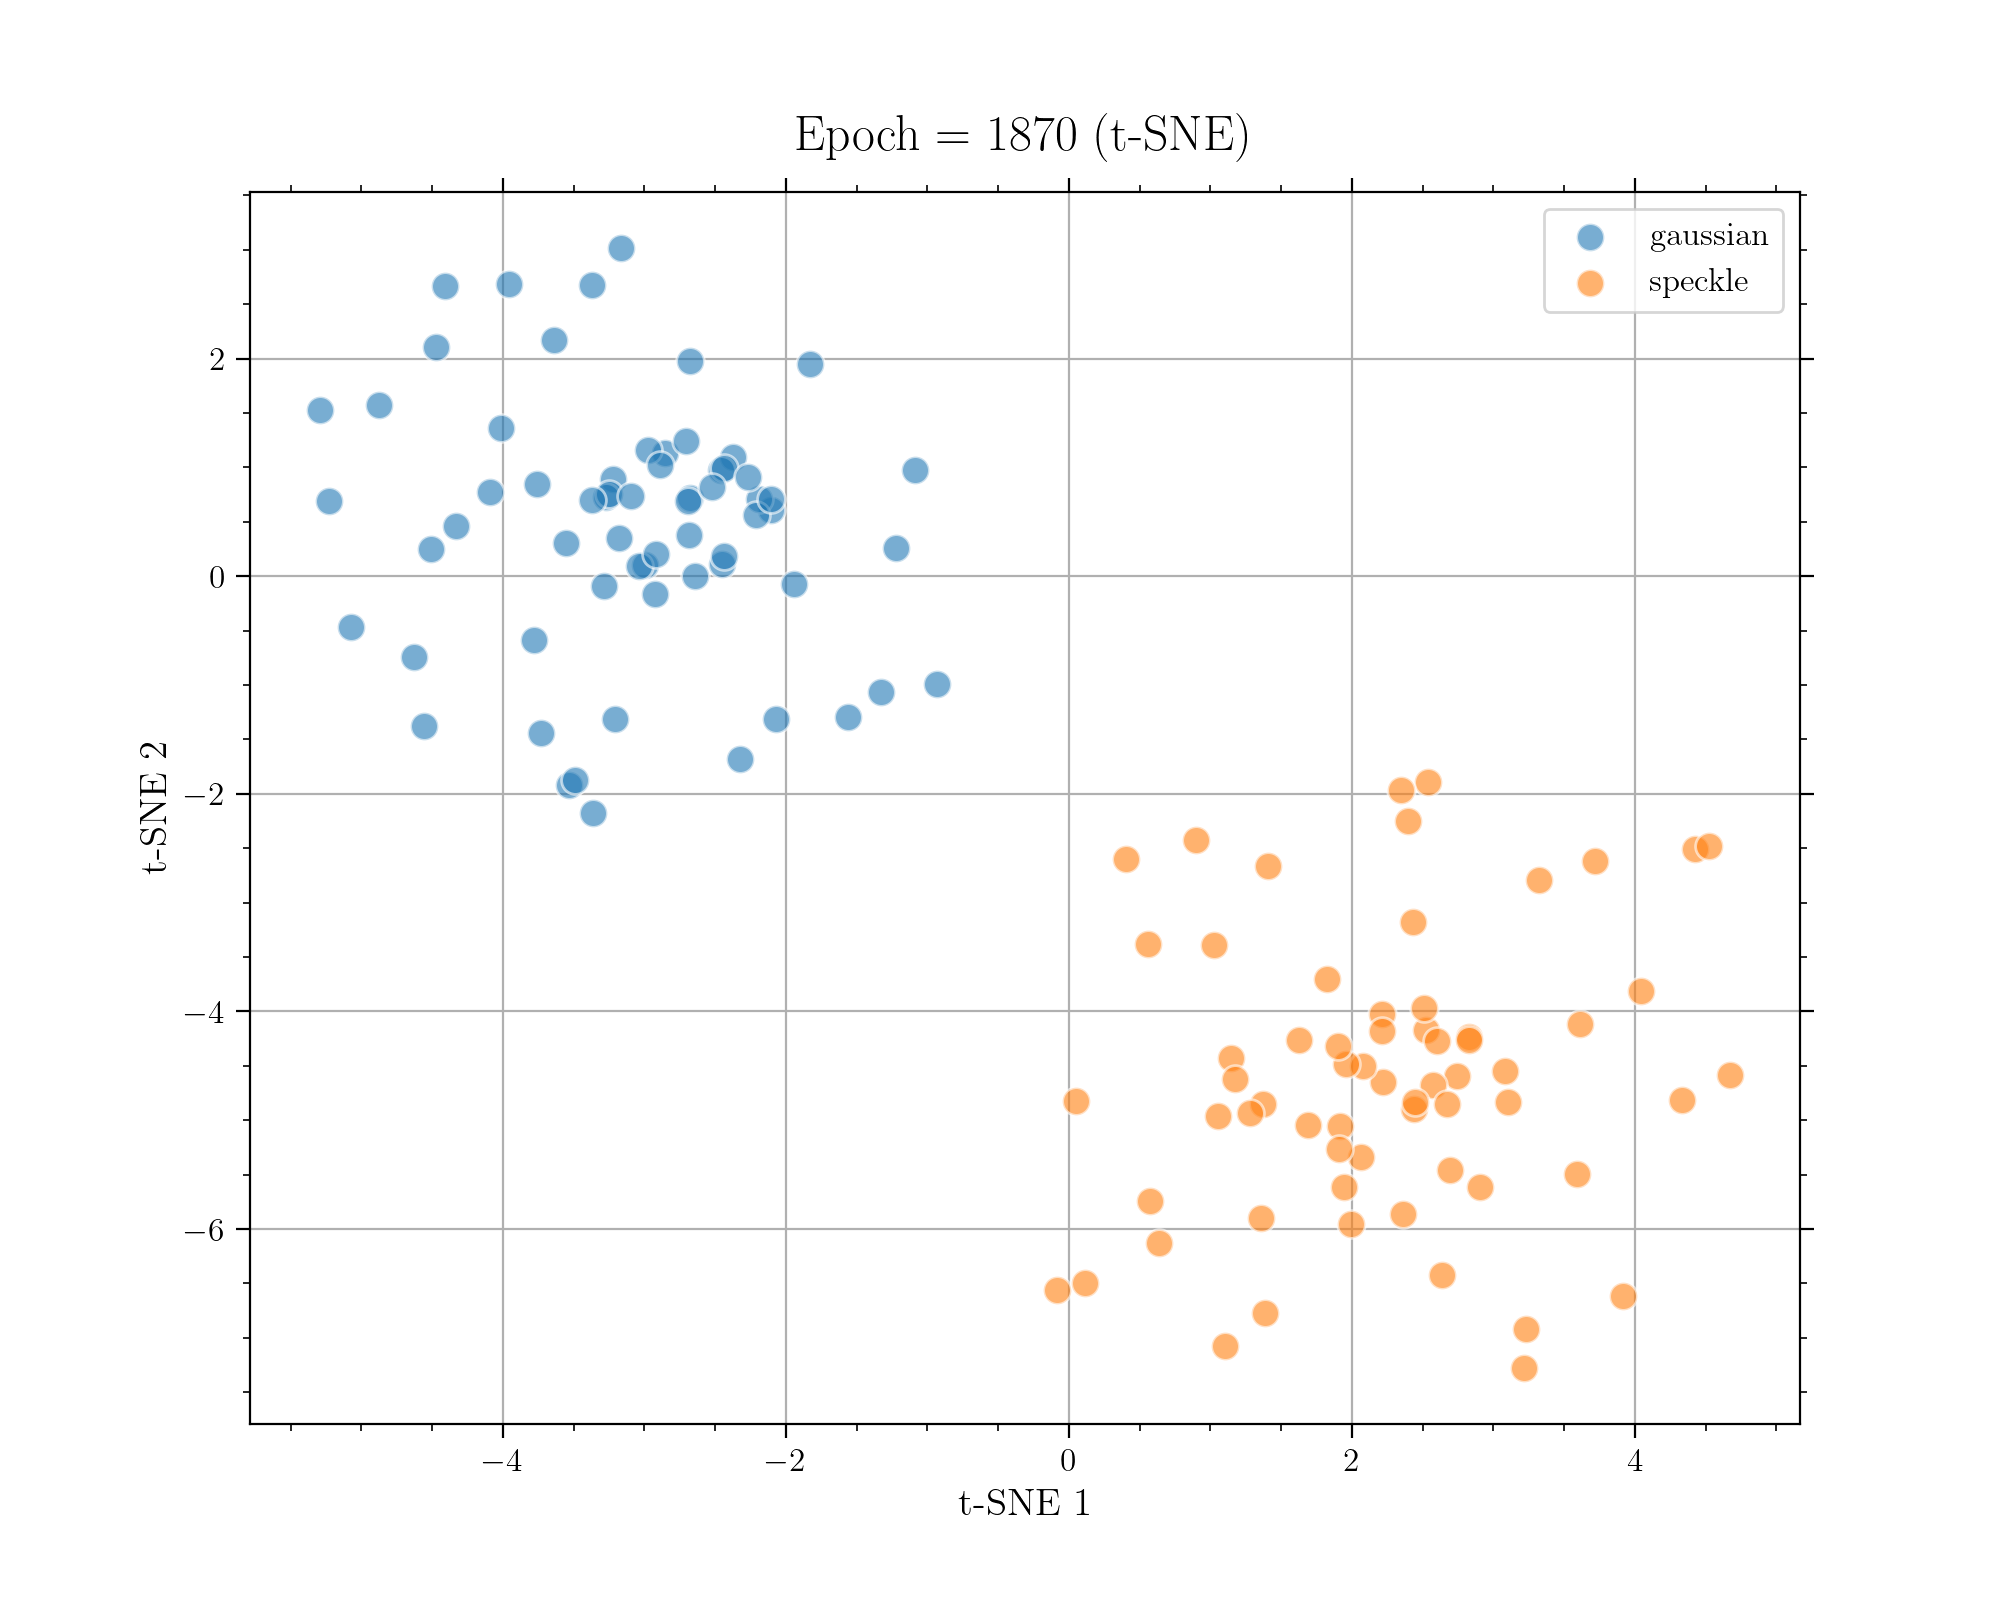 Epoch = 1870 (t-SNE)
gaussian
speckle
2
0
−2
−4
−6
t-SNE 2
−4
−2
0
2
4
t-SNE 1